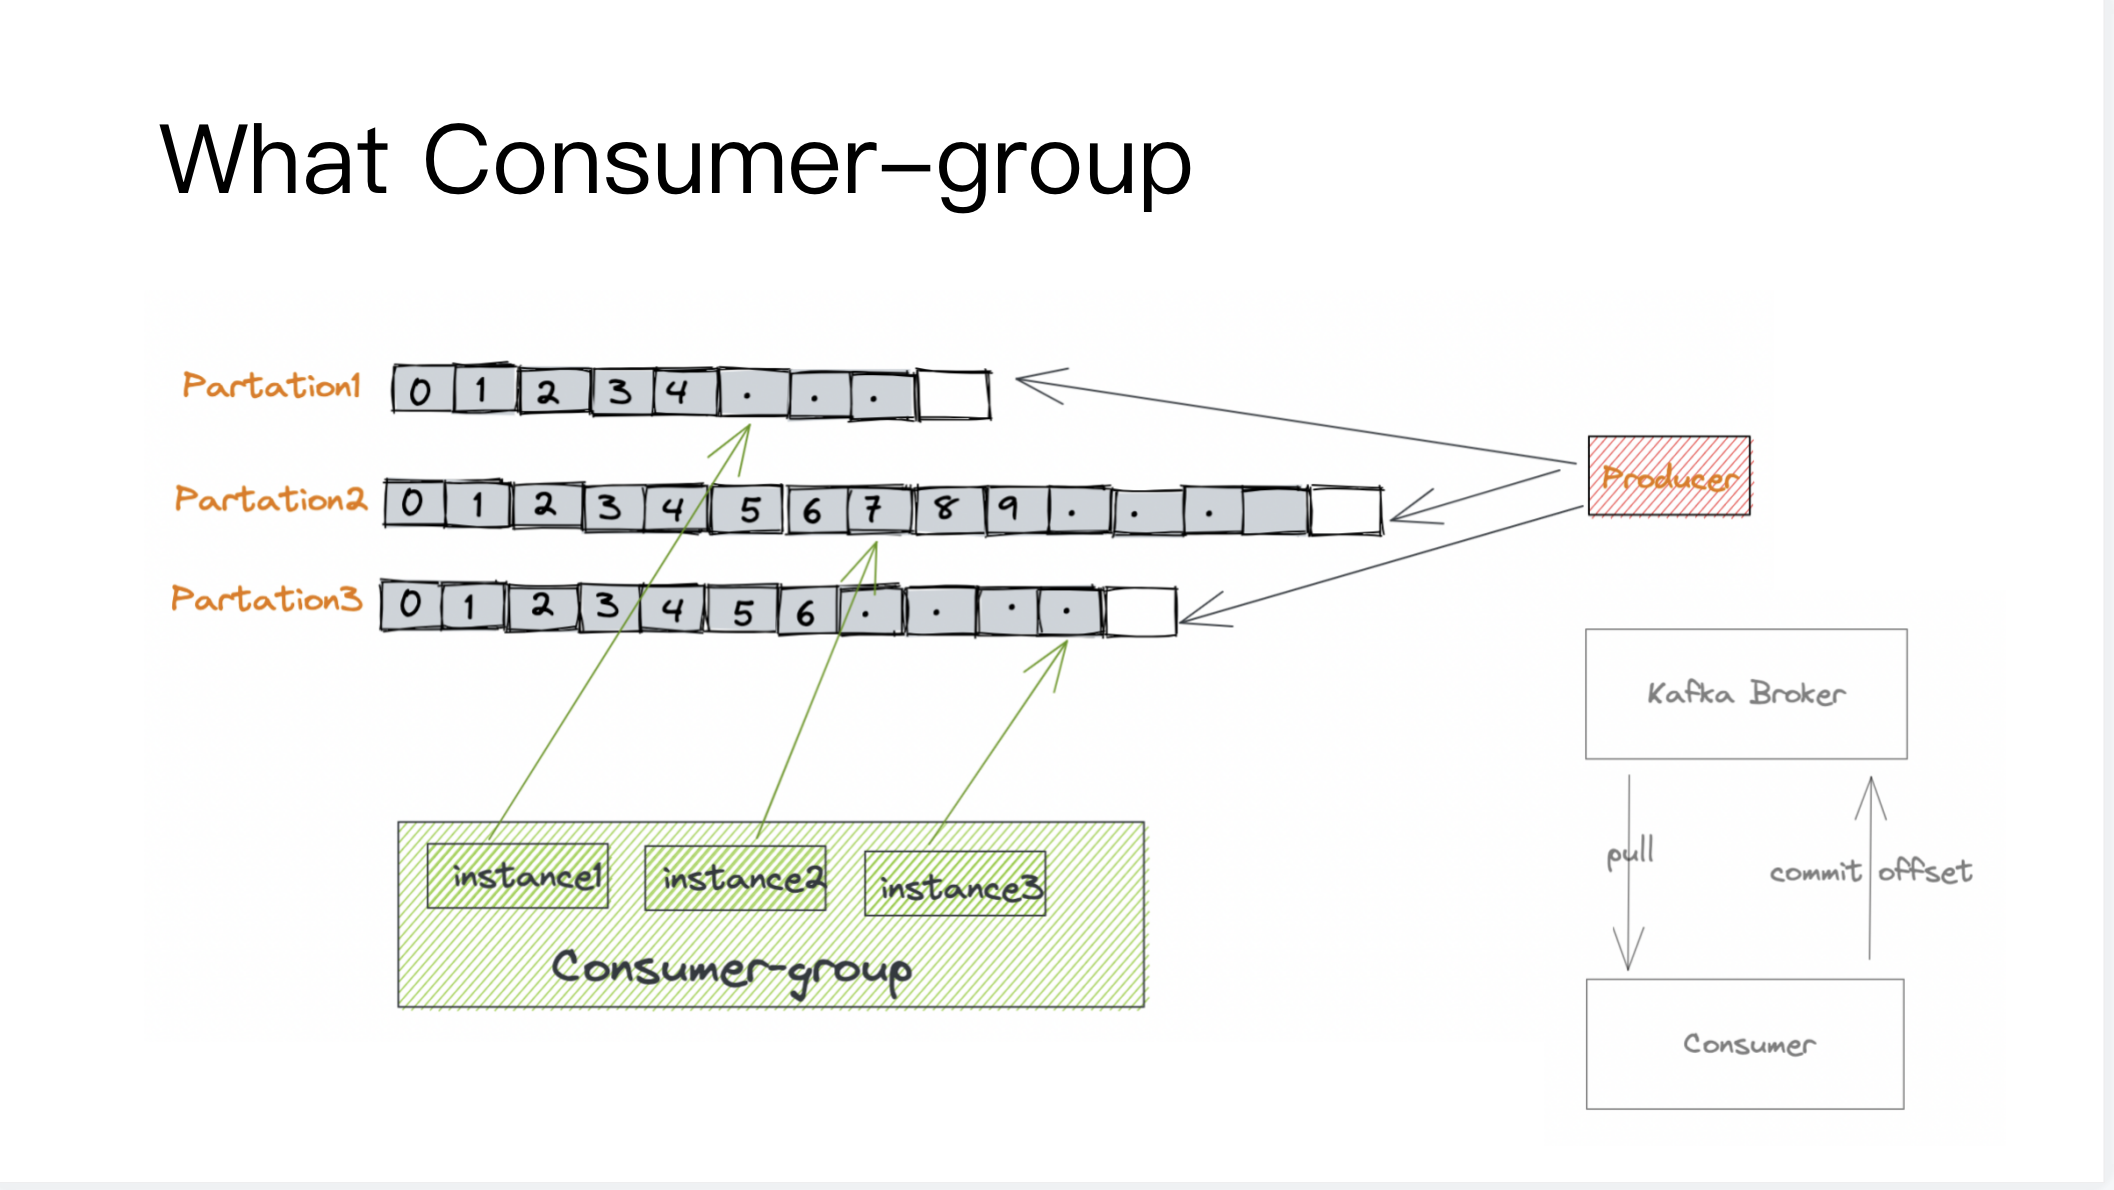 What Consumer-group
Partation1
0 1 2 3 4 . . .
Partation2
0 1 2 3 4 5 6 7 8 9 . . .
Partation3
0 1 2 3 4 5 6 . . . .
Producer
instance1
instance2
instance3
Consumer-group
Kafka Broker
pull
commit offset
Consumer